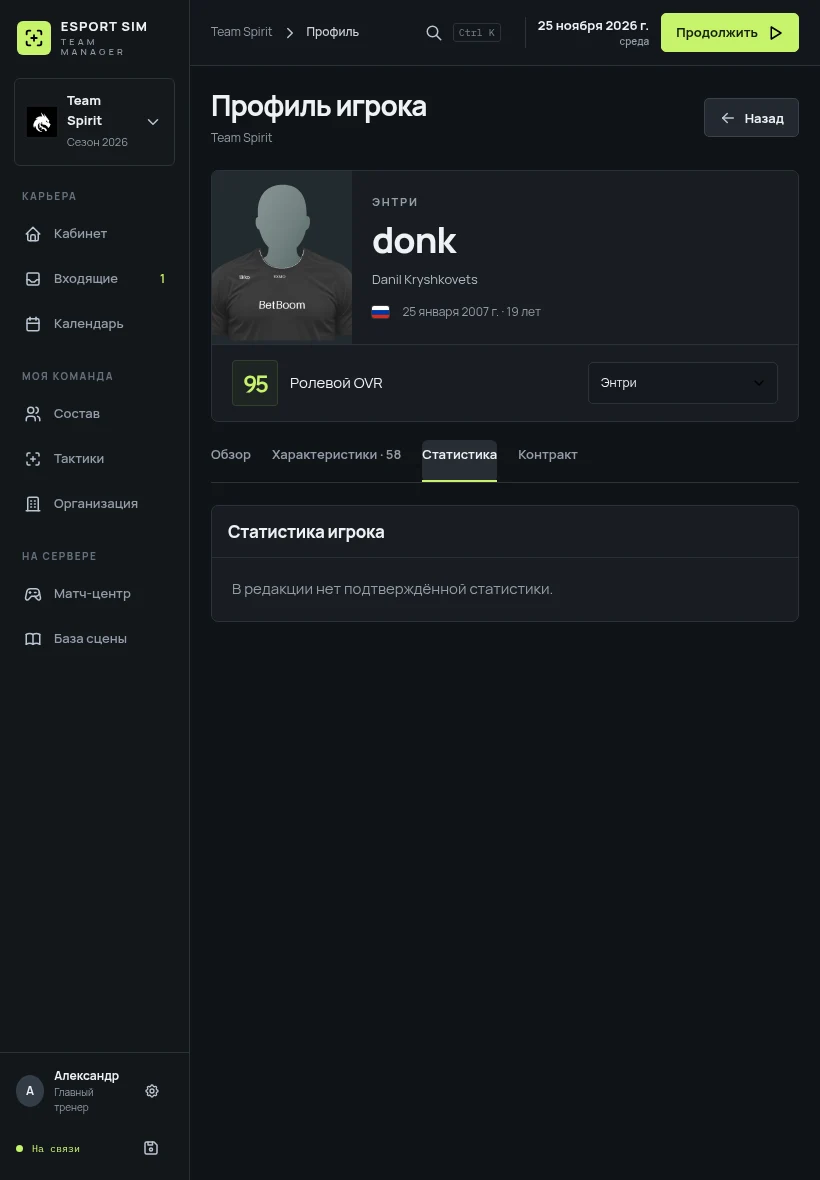 ESPORT SIM
TEAM
MANAGER
Team
Spirit
Сезон 2026
КАРЬЕРА
Кабинет
Входящие 1
Календарь
МОЯ КОМАНДА
Состав
Тактики
Организация
НА СЕРВЕРЕ
Матч-центр
База сцены
А
Александр
Главный
тренер
На связи
Team Spirit > Профиль
Ctrl K
25 ноября 2026 г.
среда
Продолжить
Профиль игрока
Team Spirit
Назад
BetBoom
ЭНТРИ
donk
Danil Kryshkovets
25 января 2007 г. · 19 лет
95 Ролевой OVR
Энтри
Обзор Характеристики · 58 Статистика Контракт
Статистика игрока
В редакции нет подтверждённой статистики.